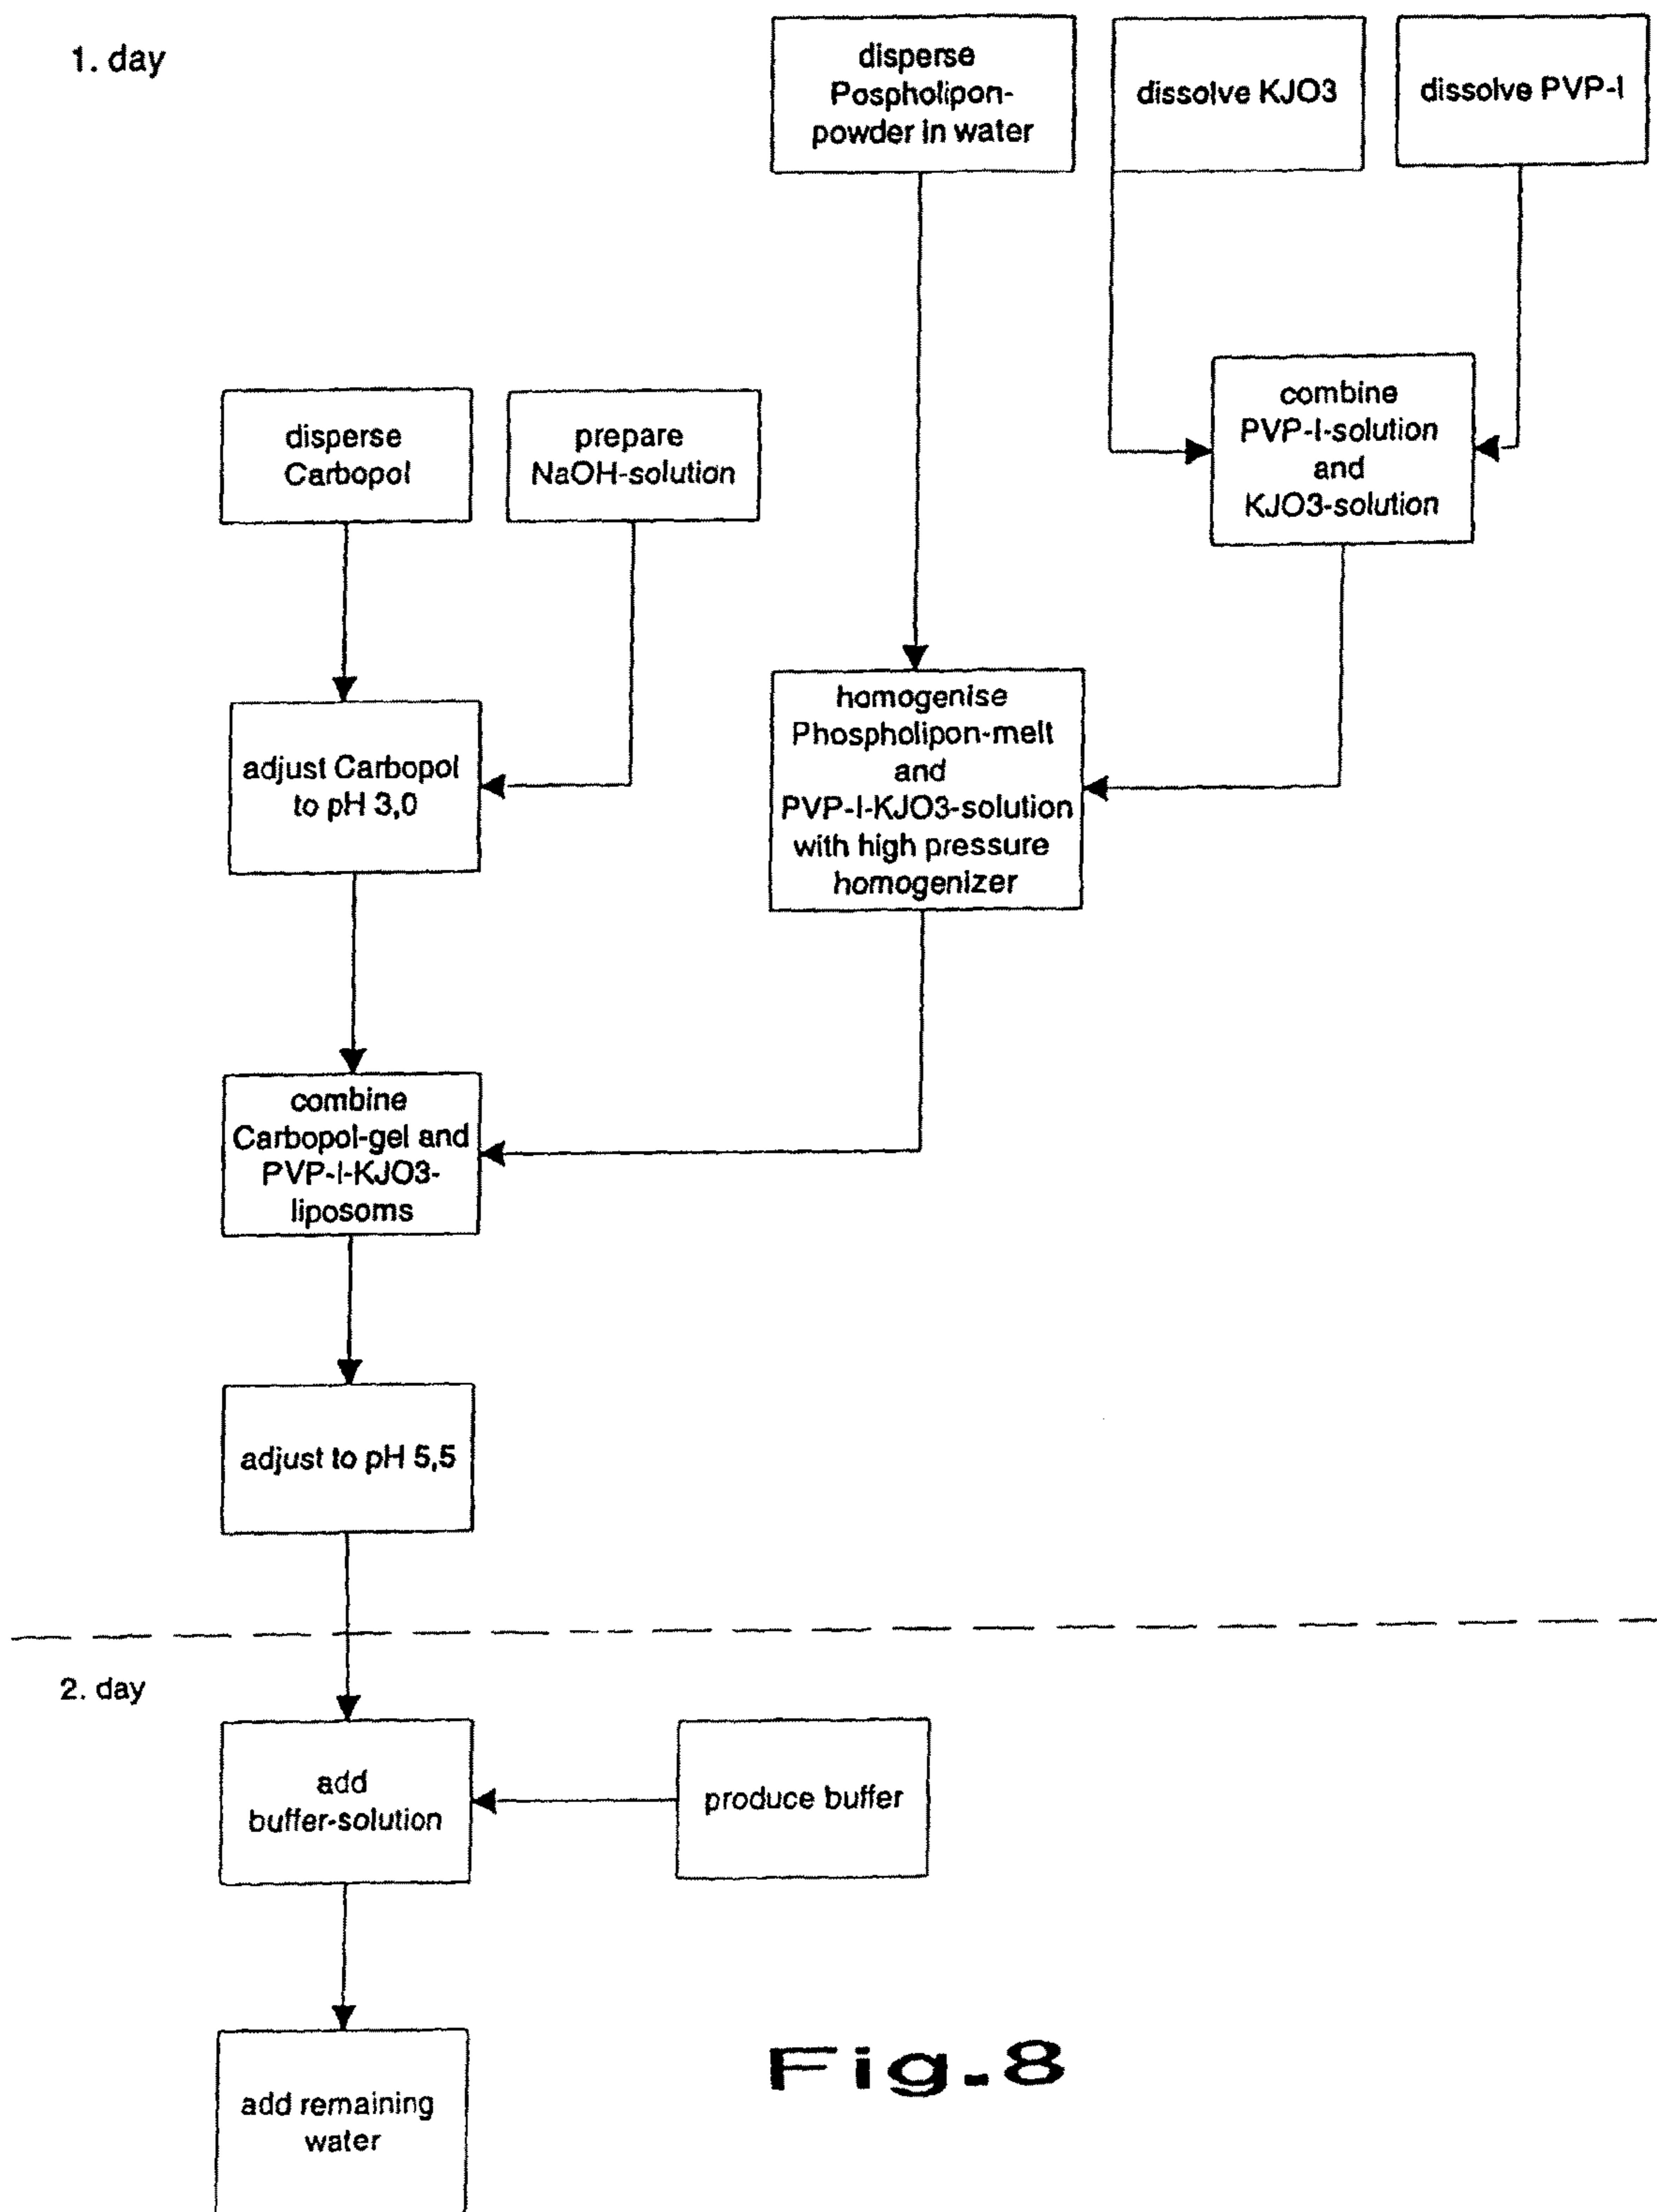 1. day
disperse
Pospholipon-
powder in water
dissolve KJO3
dissolve PVP-I
combine
PVP-I-solution
and
KJO3-solution
disperse
Carbopol
prepare
NaOH-solution
adjust Carbopol
to pH 3,0
homogenise
Phospholipon-melt
and
PVP-I-KJO3-solution
with high pressure
homogenizer
combine
Carbopol-gel and
PVP-I-KJO3-
liposoms
adjust to pH 5,5
2. day
add
buffer-solution
produce buffer
add remaining
water
Fig.8